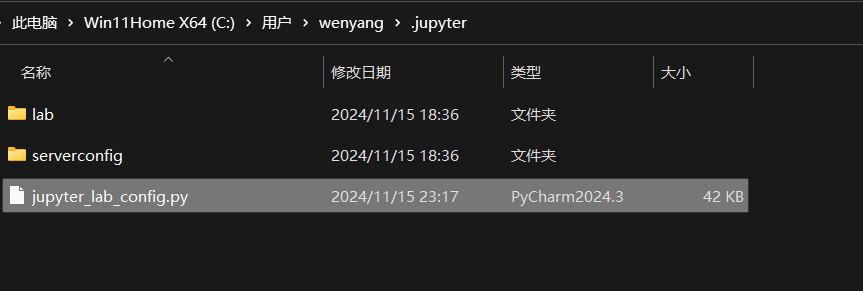 此电脑 > Win11Home X64 (C:) > 用户 > wenyang > .jupyter
名称 修改日期 类型 大小
lab 2024/11/15 18:36 文件夹
serverconfig 2024/11/15 18:36 文件夹
jupyter_lab_config.py 2024/11/15 23:17 PyCharm2024.3 42 KB